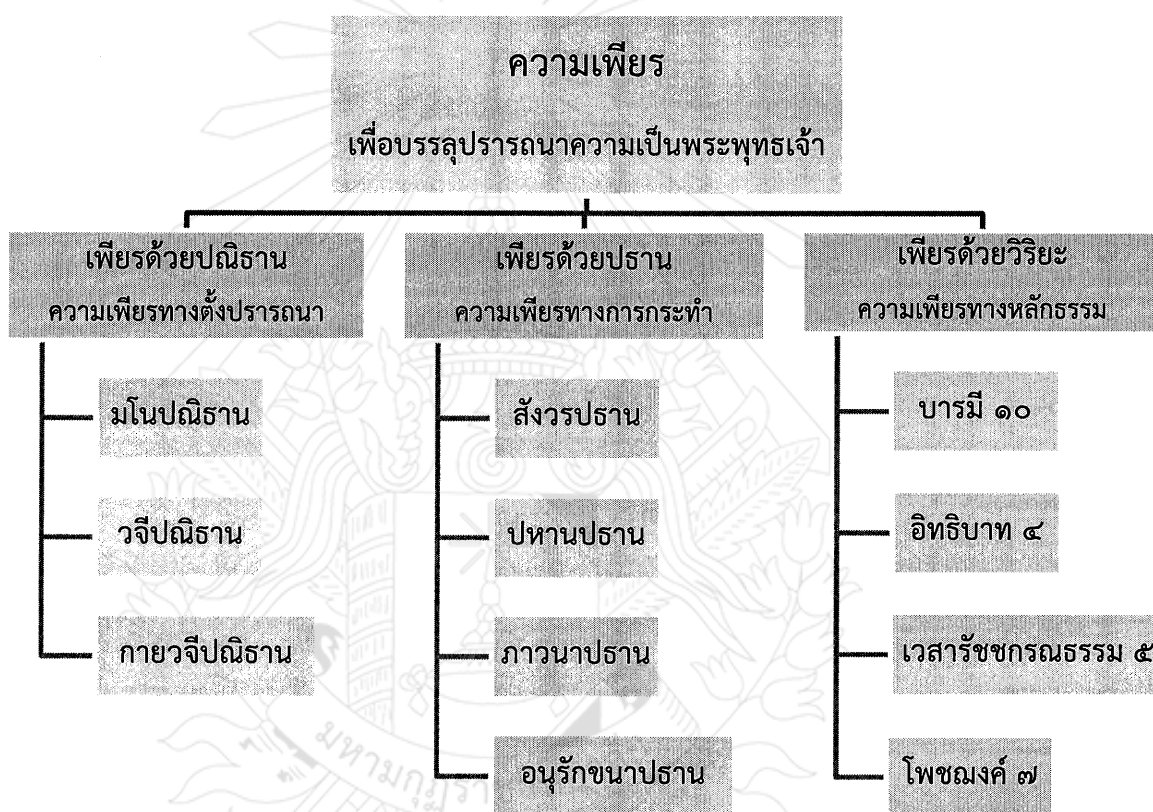 ความเพียร
เพื่อบรรลุปรารถนาความเป็นพระพุทธเจ้า
เพียรด้วยปณิธาน
ความเพียรทางตั้งปรารถนา
มโนปณิธาน
วจีปณิธาน
กายวจีปณิธาน
เพียรด้วยปธาน
ความเพียรทางการกระทำ
สังวรปธาน
ปหานปธาน
ภาวนาปธาน
อนุรักขนาปธาน
เพียรด้วยวิริยะ
ความเพียรทางหลักธรรม
บารมี ๑๐
อิทธิบาท ๔
เวสารัชชกรณธรรม ๕
โพชฌงค์ ๗